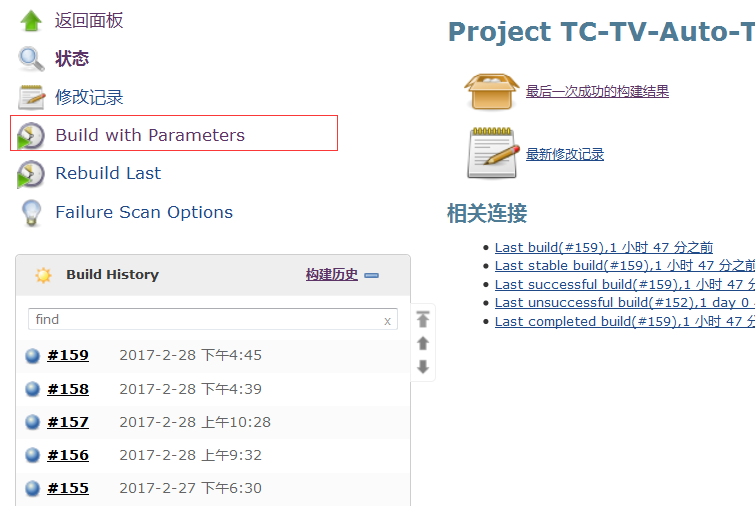 返回面板
状态
修改记录
Build with Parameters
Rebuild Last
Failure Scan Options
Build History 构建历史
find x
#159 2017-2-28 下午4:45
#158 2017-2-28 下午4:39
#157 2017-2-28 上午10:28
#156 2017-2-28 上午9:32
#155 2017-2-27 下午6:30
Project TC-TV-Auto-T
最后一次成功的构建结果
最新修改记录
相关连接
Last build(#159),1 小时 47 分之前
Last stable build(#159),1 小时 47 分之前
Last successful build(#159),1 小时 47 分
Last unsuccessful build(#152),1 day 0
Last completed build(#159),1 小时 47 分